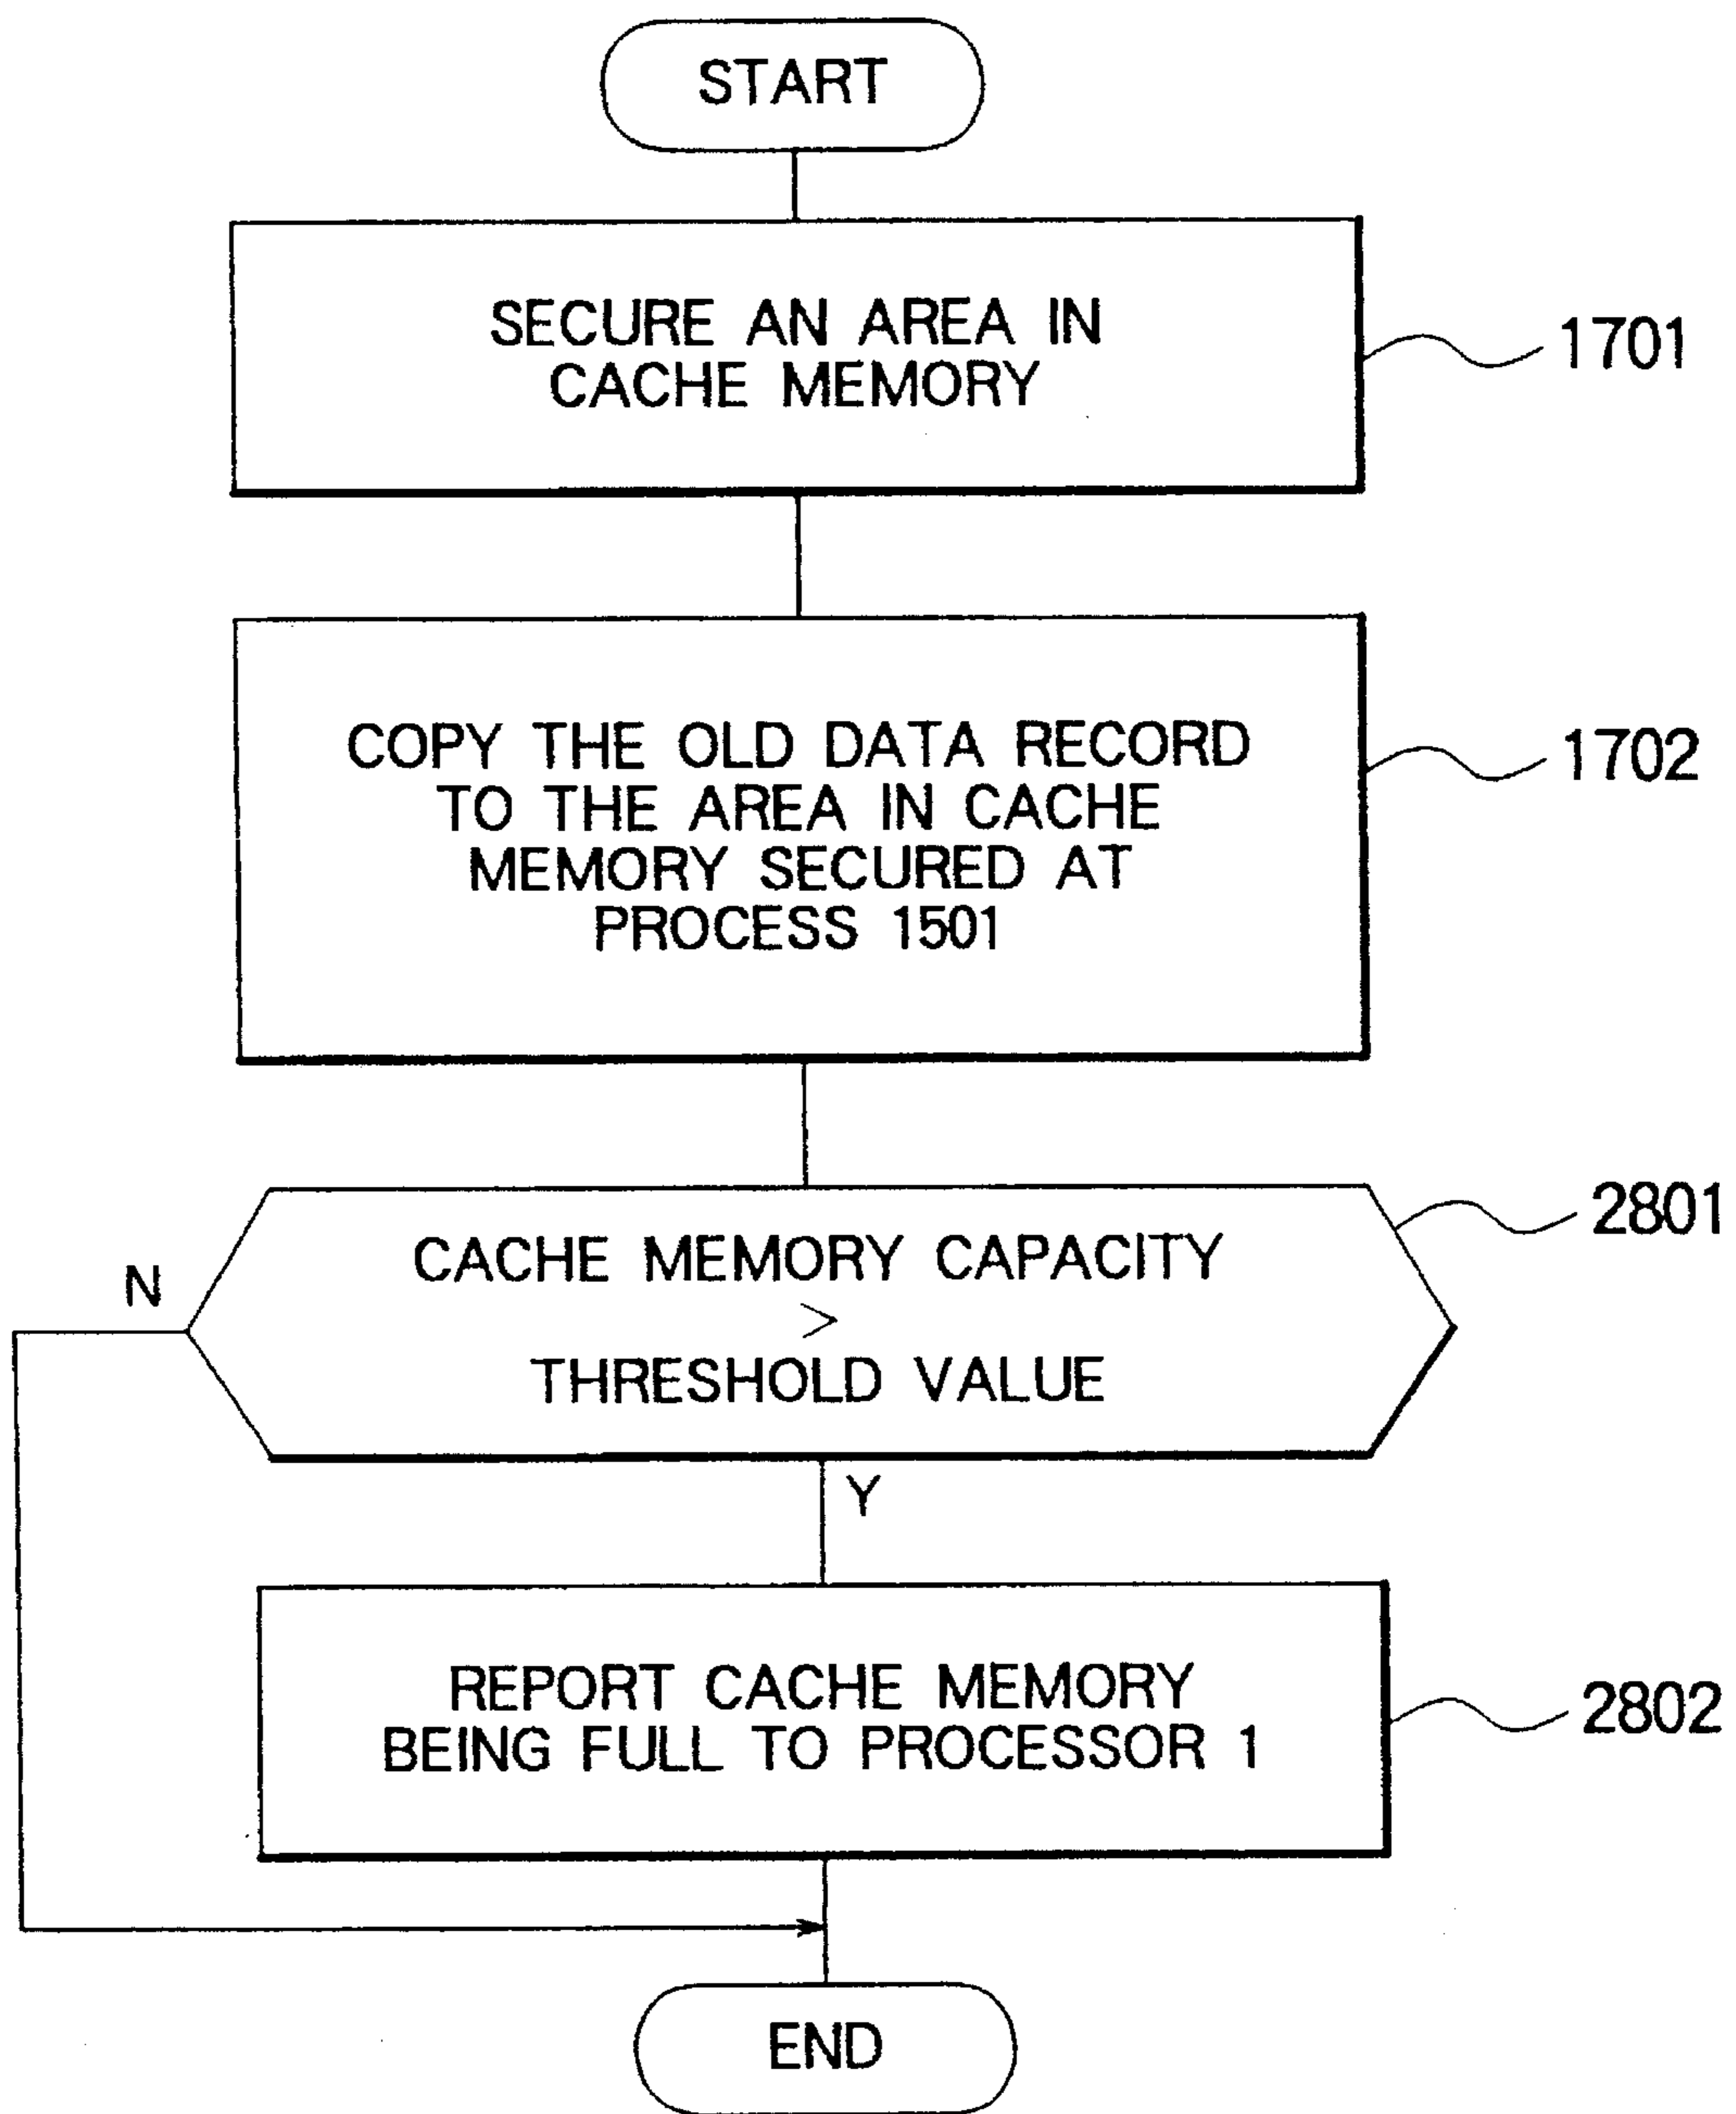 START
SECURE AN AREA IN
CACHE MEMORY
1701
COPY THE OLD DATA RECORD
TO THE AREA IN CACHE
MEMORY SECURED AT
PROCESS 1501
1702
CACHE MEMORY CAPACITY
>
THRESHOLD VALUE
2801
N
Y
REPORT CACHE MEMORY
BEING FULL TO PROCESSOR 1
2802
END